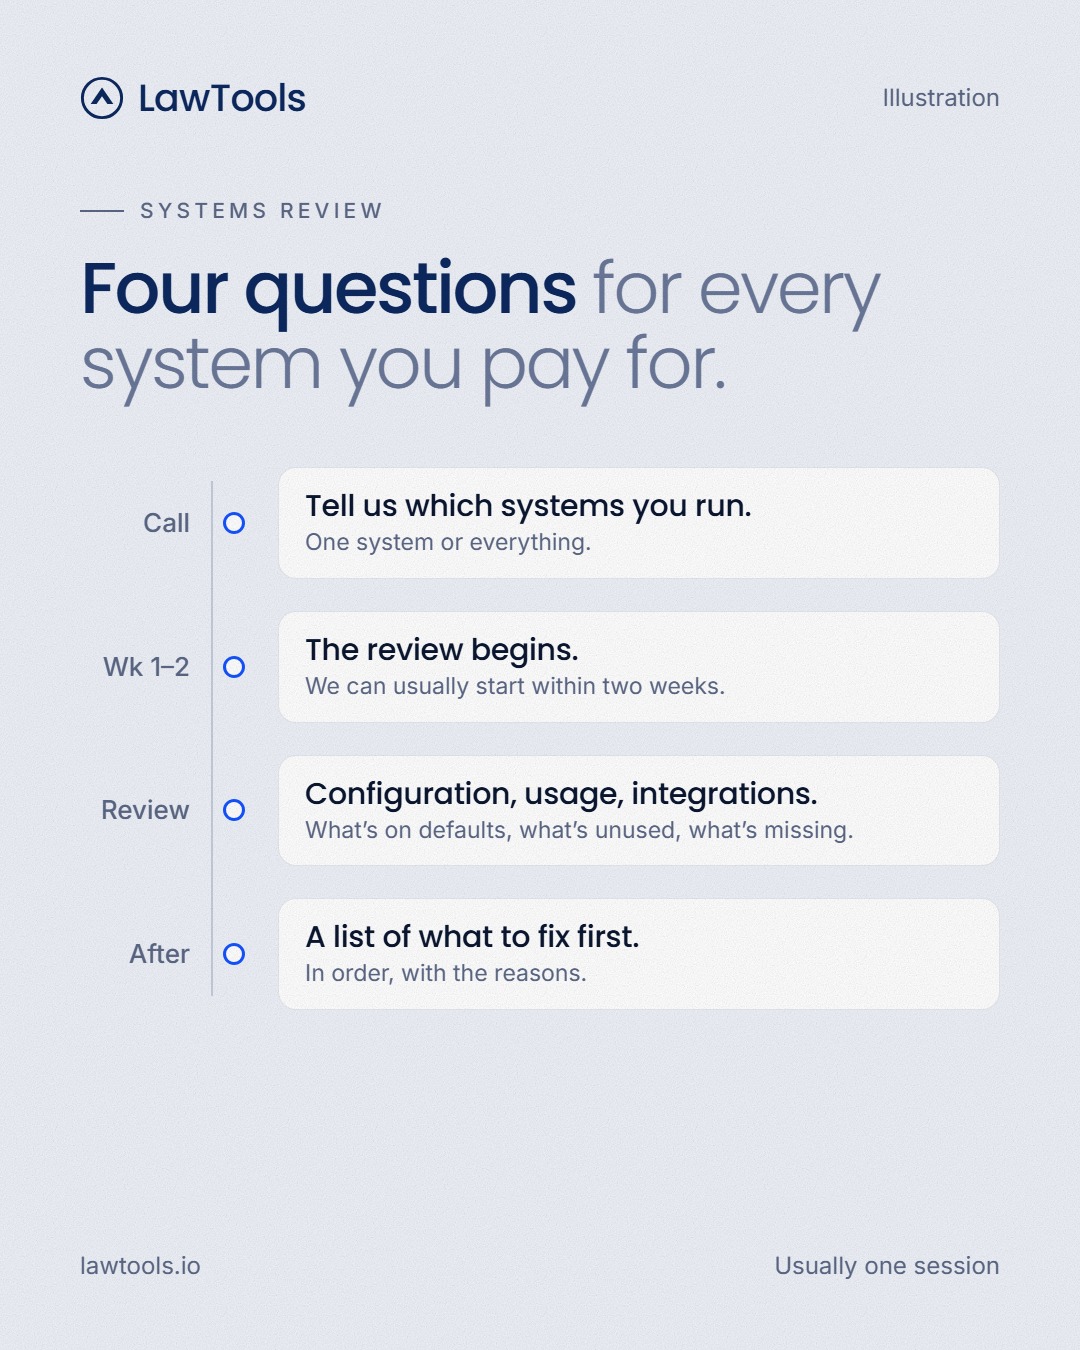 LawTools
Illustration
SYSTEMS REVIEW
Four questions for every
system you pay for.
Call
Tell us which systems you run.
One system or everything.
Wk 1–2
The review begins.
We can usually start within two weeks.
Review
Configuration, usage, integrations.
What’s on defaults, what’s unused, what’s missing.
After
A list of what to fix first.
In order, with the reasons.
lawtools.io
Usually one session